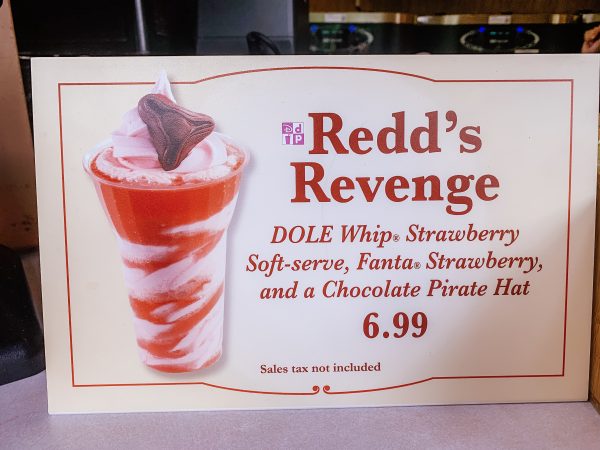 Redd's
Revenge
DOLE Whip® Strawberry
Soft-serve, Fanta® Strawberry,
and a Chocolate Pirate Hat
6.99
Sales tax not included